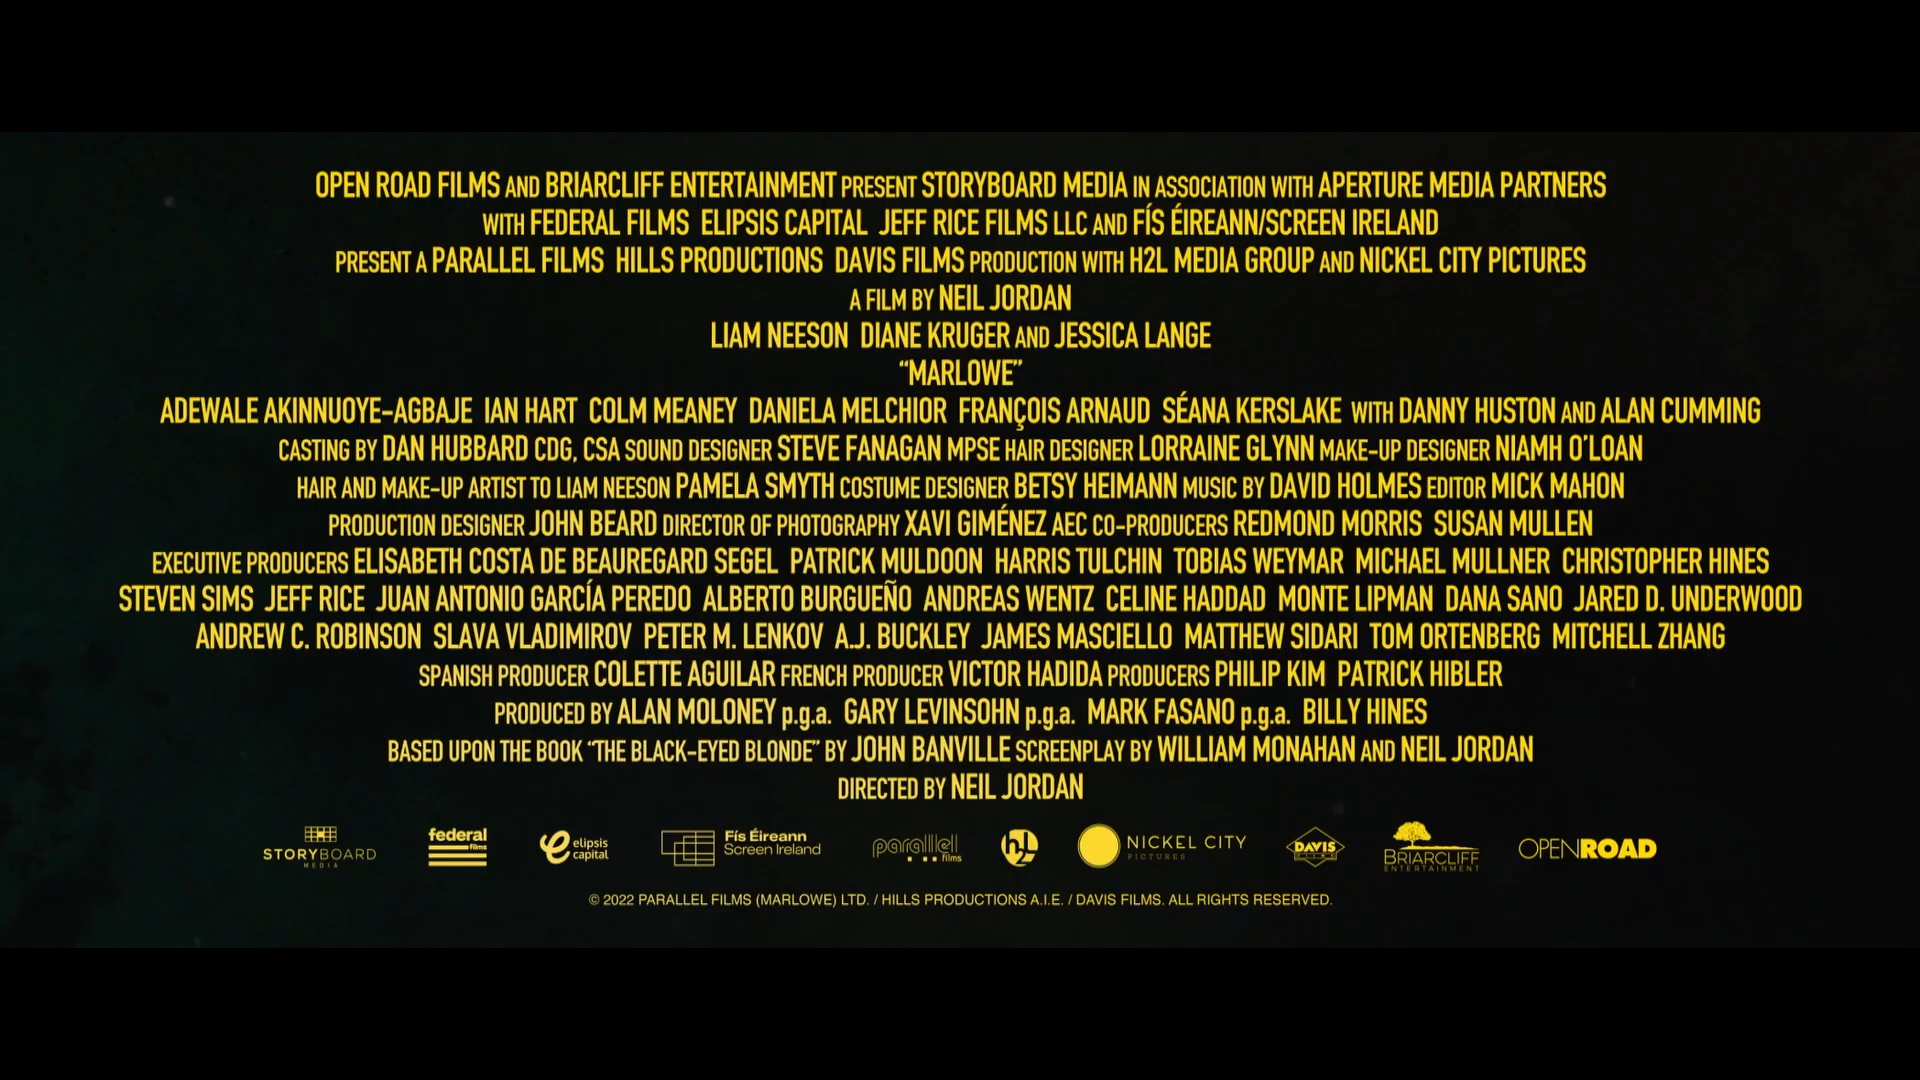 OPEN ROAD FILMS AND BRIARCLIFF ENTERTAINMENT PRESENT STORYBOARD MEDIA IN ASSOCIATION WITH APERTURE MEDIA PARTNERS
WITH FEDERAL FILMS ELIPSIS CAPITAL JEFF RICE FILMS LLC AND FÍS ÉIREANN/SCREEN IRELAND
PRESENT A PARALLEL FILMS HILLS PRODUCTIONS DAVIS FILMS PRODUCTION WITH H2L MEDIA GROUP AND NICKEL CITY PICTURES
A FILM BY NEIL JORDAN
LIAM NEESON DIANE KRUGER AND JESSICA LANGE
“MARLOWE”
ADEWALE AKINNUOYE-AGBAJE IAN HART COLM MEANEY DANIELA MELCHIOR FRANÇOIS ARNAUD SÉANA KERSLAKE WITH DANNY HUSTON AND ALAN CUMMING
CASTING BY DAN HUBBARD CDG, CSA SOUND DESIGNER STEVE FANAGAN MPSE HAIR DESIGNER LORRAINE GLYNN MAKE-UP DESIGNER NIAMH O’LOAN
HAIR AND MAKE-UP ARTIST TO LIAM NEESON PAMELA SMYTH COSTUME DESIGNER BETSY HEIMANN MUSIC BY DAVID HOLMES EDITOR MICK MAHON
PRODUCTION DESIGNER JOHN BEARD DIRECTOR OF PHOTOGRAPHY XAVI GIMÉNEZ AEC CO-PRODUCERS REDMOND MORRIS SUSAN MULLEN
EXECUTIVE PRODUCERS ELISABETH COSTA DE BEAUREGARD SEGEL PATRICK MULDOON HARRIS TULCHIN TOBIAS WEYMAR MICHAEL MULLNER CHRISTOPHER HINES
STEVEN SIMS JEFF RICE JUAN ANTONIO GARCÍA PEREDO ALBERTO BURGUEÑO ANDREAS WENTZ CELINE HADDAD MONTE LIPMAN DANA SANO JARED D. UNDERWOOD
ANDREW C. ROBINSON SLAVA VLADIMIROV PETER M. LENKOV A.J. BUCKLEY JAMES MASCIELLO MATTHEW SIDARI TOM ORTENBERG MITCHELL ZHANG
SPANISH PRODUCER COLETTE AGUILAR FRENCH PRODUCER VICTOR HADIDA PRODUCERS PHILIP KIM PATRICK HIBLER
PRODUCED BY ALAN MOLONEY p.g.a. GARY LEVINSOHN p.g.a. MARK FASANO p.g.a. BILLY HINES
BASED UPON THE BOOK “THE BLACK-EYED BLONDE” BY JOHN BANVILLE SCREENPLAY BY WILLIAM MONAHAN AND NEIL JORDAN
DIRECTED BY NEIL JORDAN
STORYBOARD MEDIA
federal films
elipsis capital
Fís Éireann Screen Ireland
parallel films
h2L
NICKEL CITY PICTURES
DAVIS FILMS
BRIARCLIFF ENTERTAINMENT
OPENROAD
© 2022 PARALLEL FILMS (MARLOWE) LTD. / HILLS PRODUCTIONS A.I.E. / DAVIS FILMS. ALL RIGHTS RESERVED.